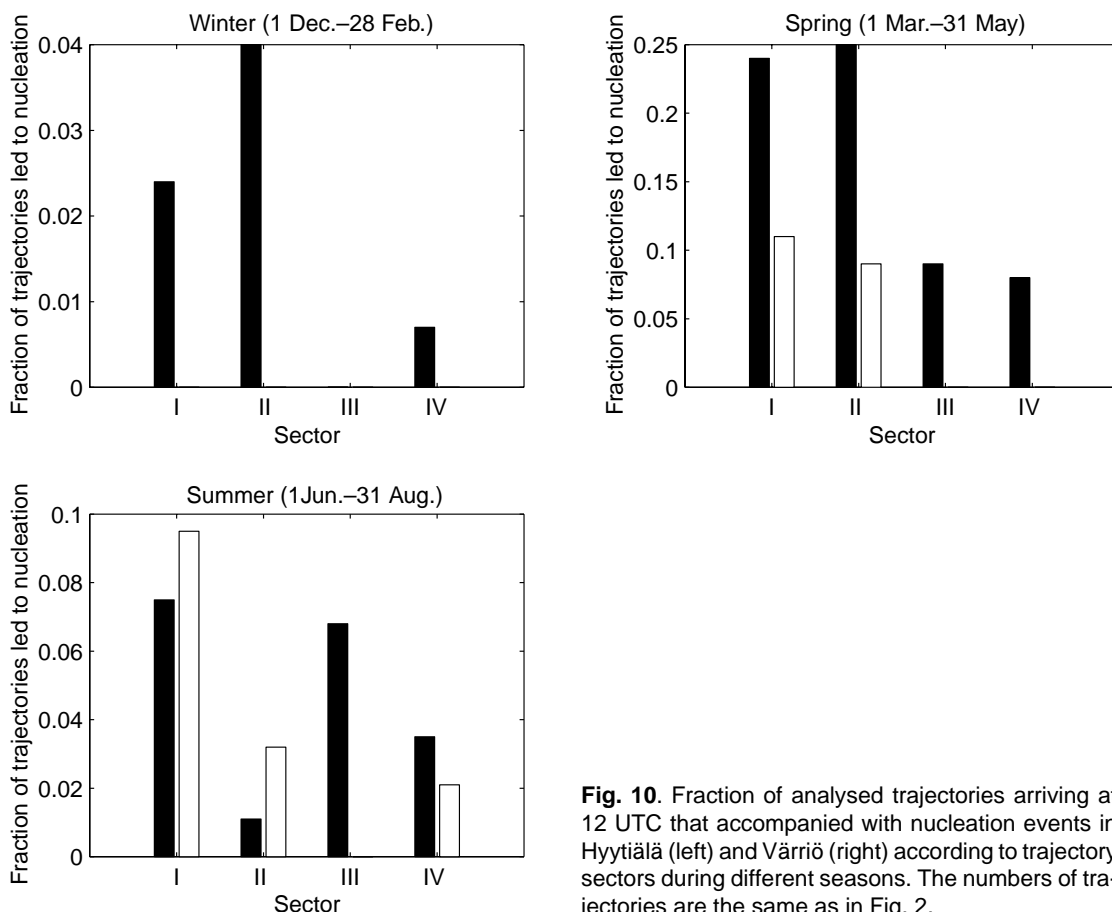 Winter (1 Dec.–28 Feb.)
Fraction of trajectories led to nucleation
0.04
0.03
0.02
0.01
0
I II III IV
Sector
Spring (1 Mar.–31 May)
Fraction of trajectories led to nucleation
0.25
0.2
0.15
0.1
0.05
0
I II III IV
Sector
Summer (1Jun.–31 Aug.)
Fraction of trajectories led to nucleation
0.1
0.08
0.06
0.04
0.02
0
I II III IV
Sector
Fig. 10. Fraction of analysed trajectories arriving at
12 UTC that accompanied with nucleation events in
Hyytiälä (left) and Värriö (right) according to trajectory
sectors during different seasons. The numbers of tra-
jectories are the same as in Fig. 2.